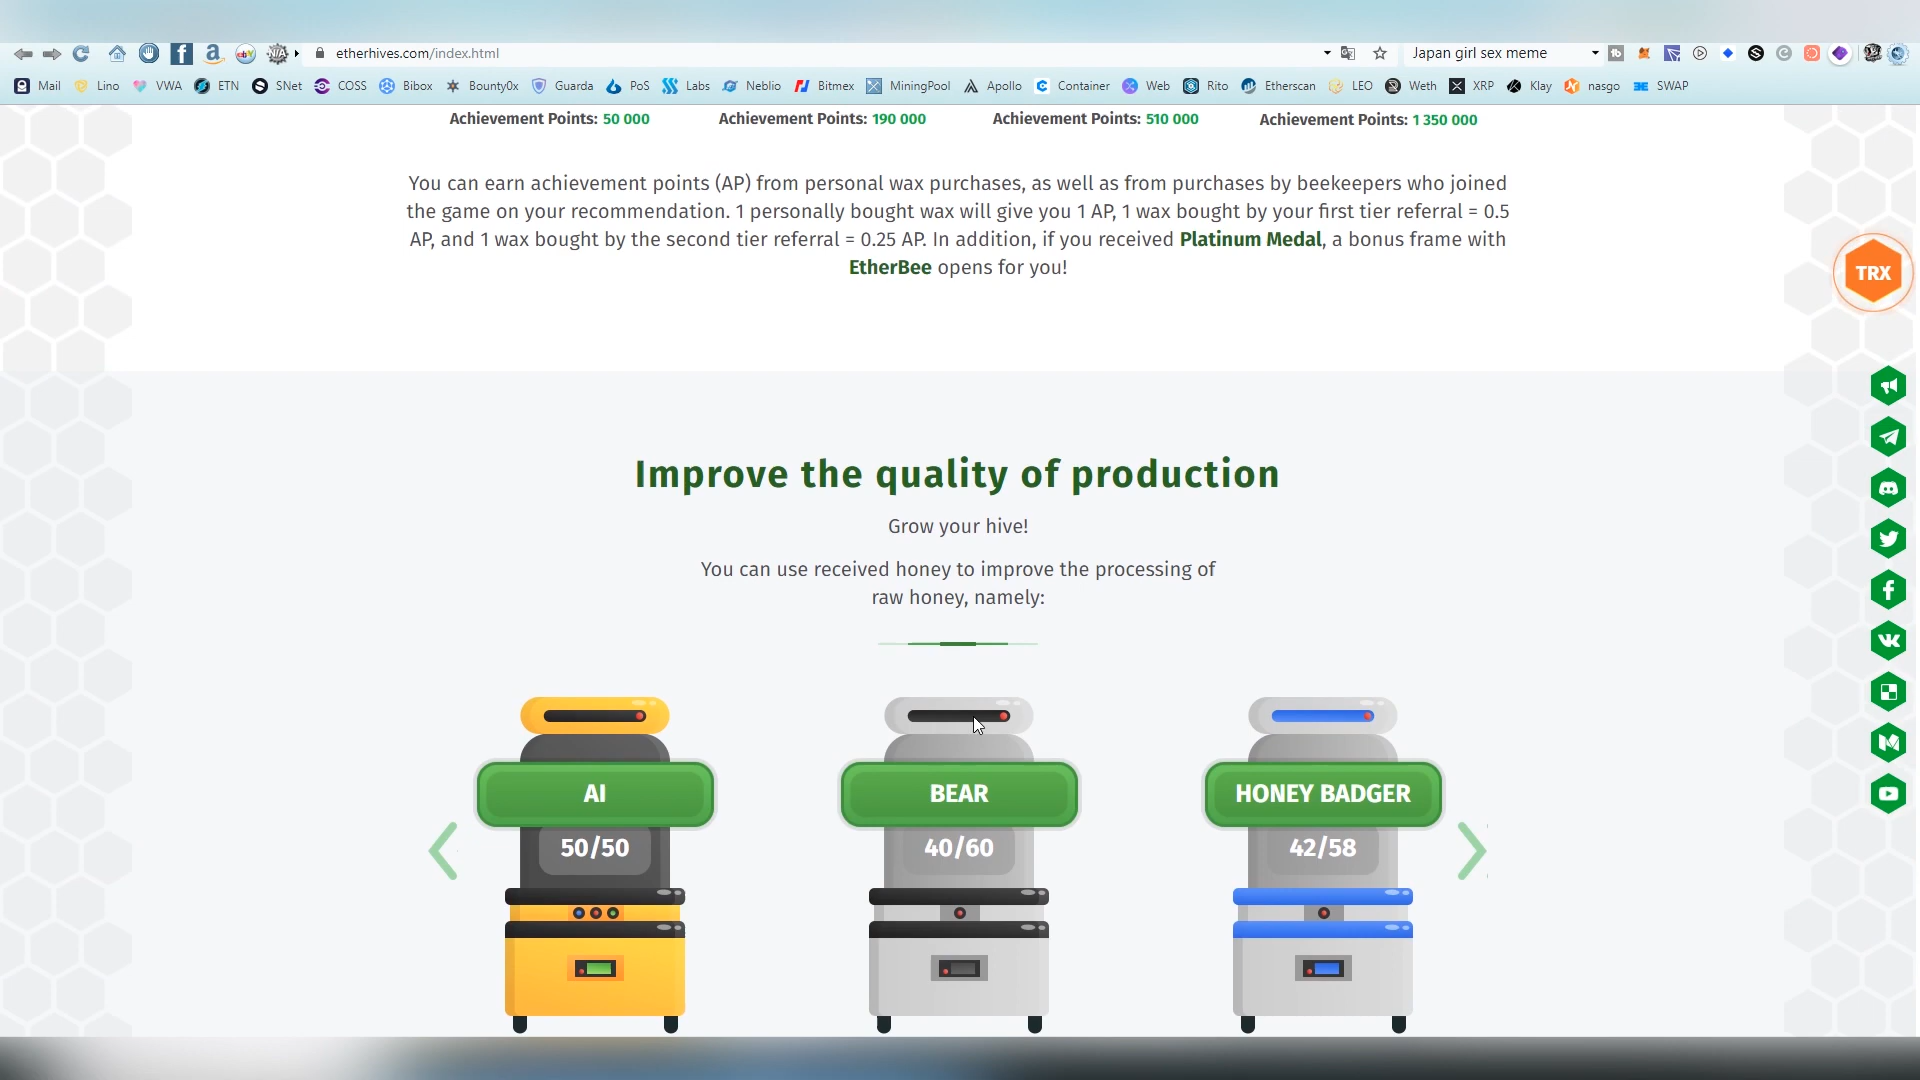 etherhives.com/index.html
Japan girl sex meme
Mail Lino VWA ETN SNet COSS Bibox Bounty0x Guarda PoS Labs Neblio Bitmex MiningPool Apollo Container Web Rito Etherscan LEO Weth XRP Klay nasgo SWAP
Achievement Points: 50 000 Achievement Points: 190 000 Achievement Points: 510 000 Achievement Points: 1 350 000
You can earn achievement points (AP) from personal wax purchases, as well as from purchases by beekeepers who joined
the game on your recommendation. 1 personally bought wax will give you 1 AP, 1 wax bought by your first tier referral = 0.5
AP, and 1 wax bought by the second tier referral = 0.25 AP. In addition, if you received Platinum Medal, a bonus frame with
EtherBee opens for you!
TRX
Improve the quality of production
Grow your hive!
You can use received honey to improve the processing of
raw honey, namely:
AI BEAR HONEY BADGER
50/50 40/60 42/58